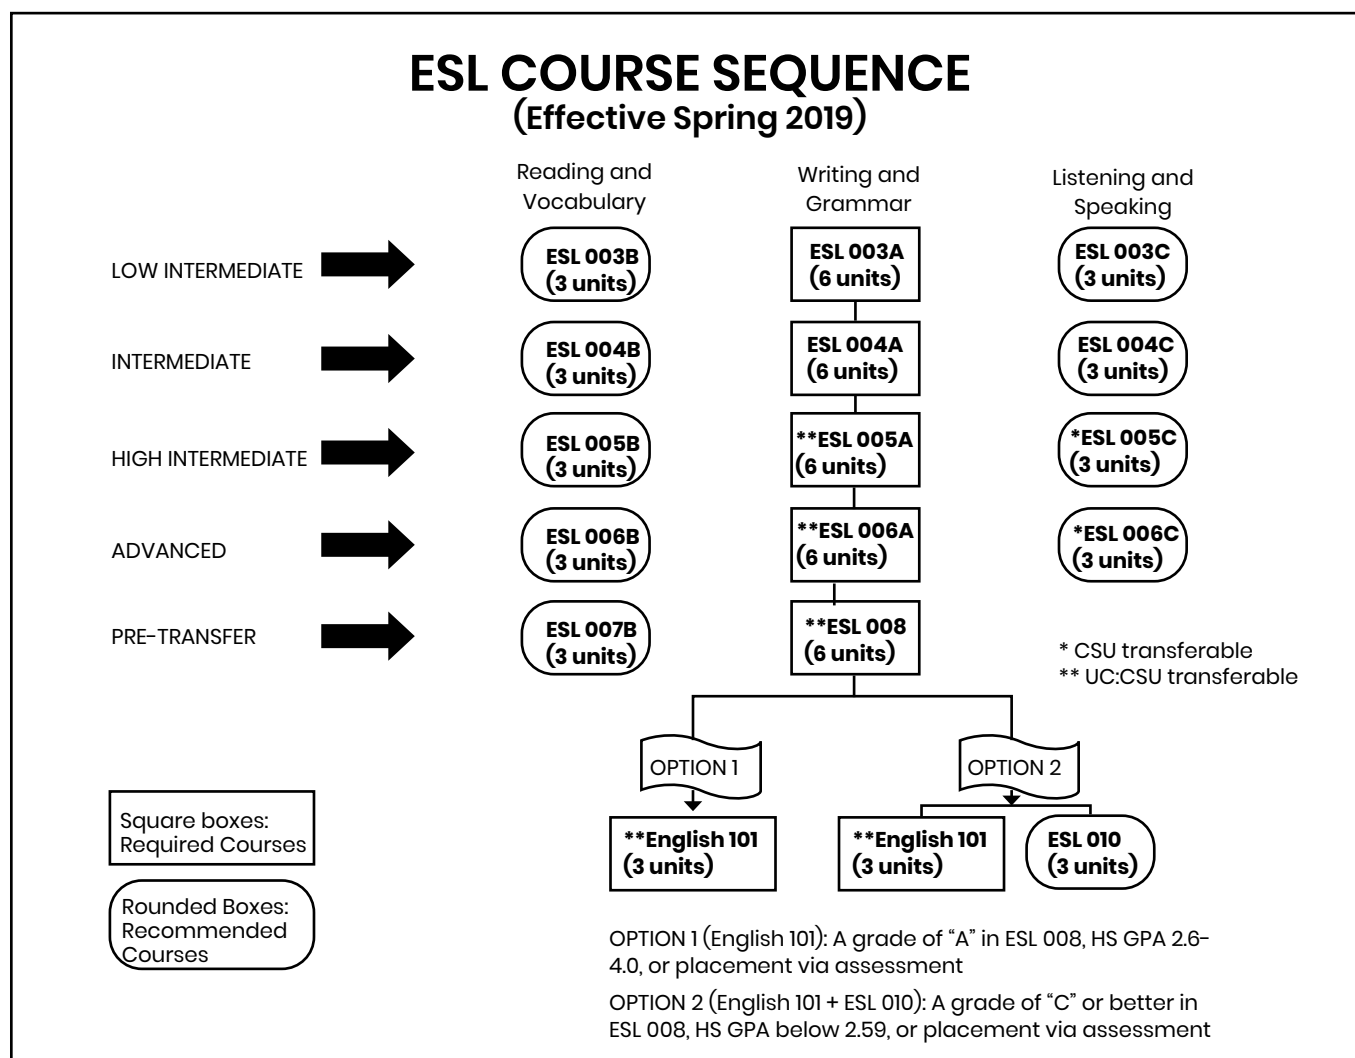 ESL COURSE SEQUENCE
(Effective Spring 2019)
Reading and
Vocabulary
Writing and
Grammar
Listening and
Speaking
LOW INTERMEDIATE
ESL 003B
(3 units)
ESL 003A
(6 units)
ESL 003C
(3 units)
INTERMEDIATE
ESL 004B
(3 units)
ESL 004A
(6 units)
ESL 004C
(3 units)
HIGH INTERMEDIATE
ESL 005B
(3 units)
**ESL 005A
(6 units)
*ESL 005C
(3 units)
ADVANCED
ESL 006B
(3 units)
**ESL 006A
(6 units)
*ESL 006C
(3 units)
PRE-TRANSFER
ESL 007B
(3 units)
**ESL 008
(6 units)
* CSU transferable
** UC:CSU transferable
OPTION 1
OPTION 2
Square boxes:
Required Courses
**English 101
(3 units)
**English 101
(3 units)
ESL 010
(3 units)
Rounded Boxes:
Recommended
Courses
OPTION 1 (English 101): A grade of “A” in ESL 008, HS GPA 2.6-
4.0, or placement via assessment
OPTION 2 (English 101 + ESL 010): A grade of “C” or better in
ESL 008, HS GPA below 2.59, or placement via assessment